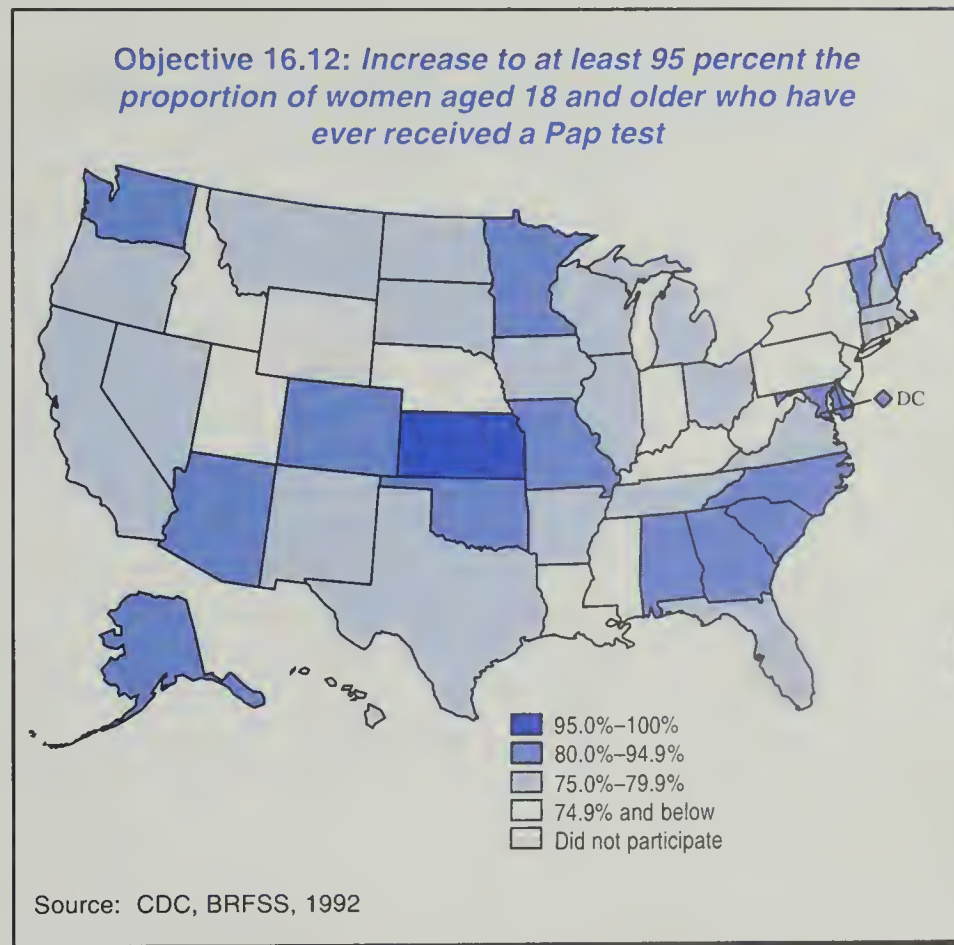 Objective 16.12: Increase to at least 95 percent the
proportion of women aged 18 and older who have
ever received a Pap test
DC
95.0%–100%
80.0%–94.9%
75.0%–79.9%
74.9% and below
Did not participate
Source: CDC, BRFSS, 1992